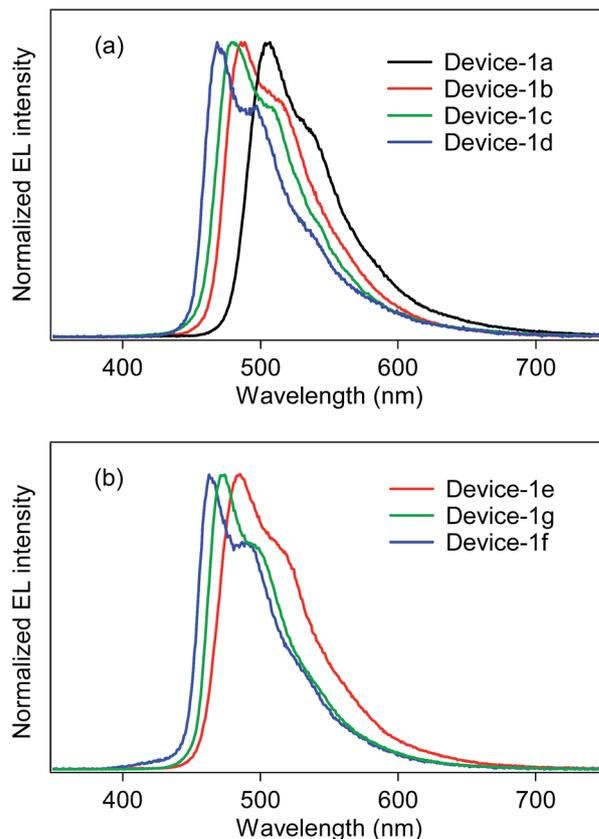 (a)
Device-1a
Device-1b
Device-1c
Device-1d
Normalized EL intensity
400 500 600 700
Wavelength (nm)
(b)
Device-1e
Device-1g
Device-1f
Normalized EL intensity
400 500 600 700
Wavelength (nm)